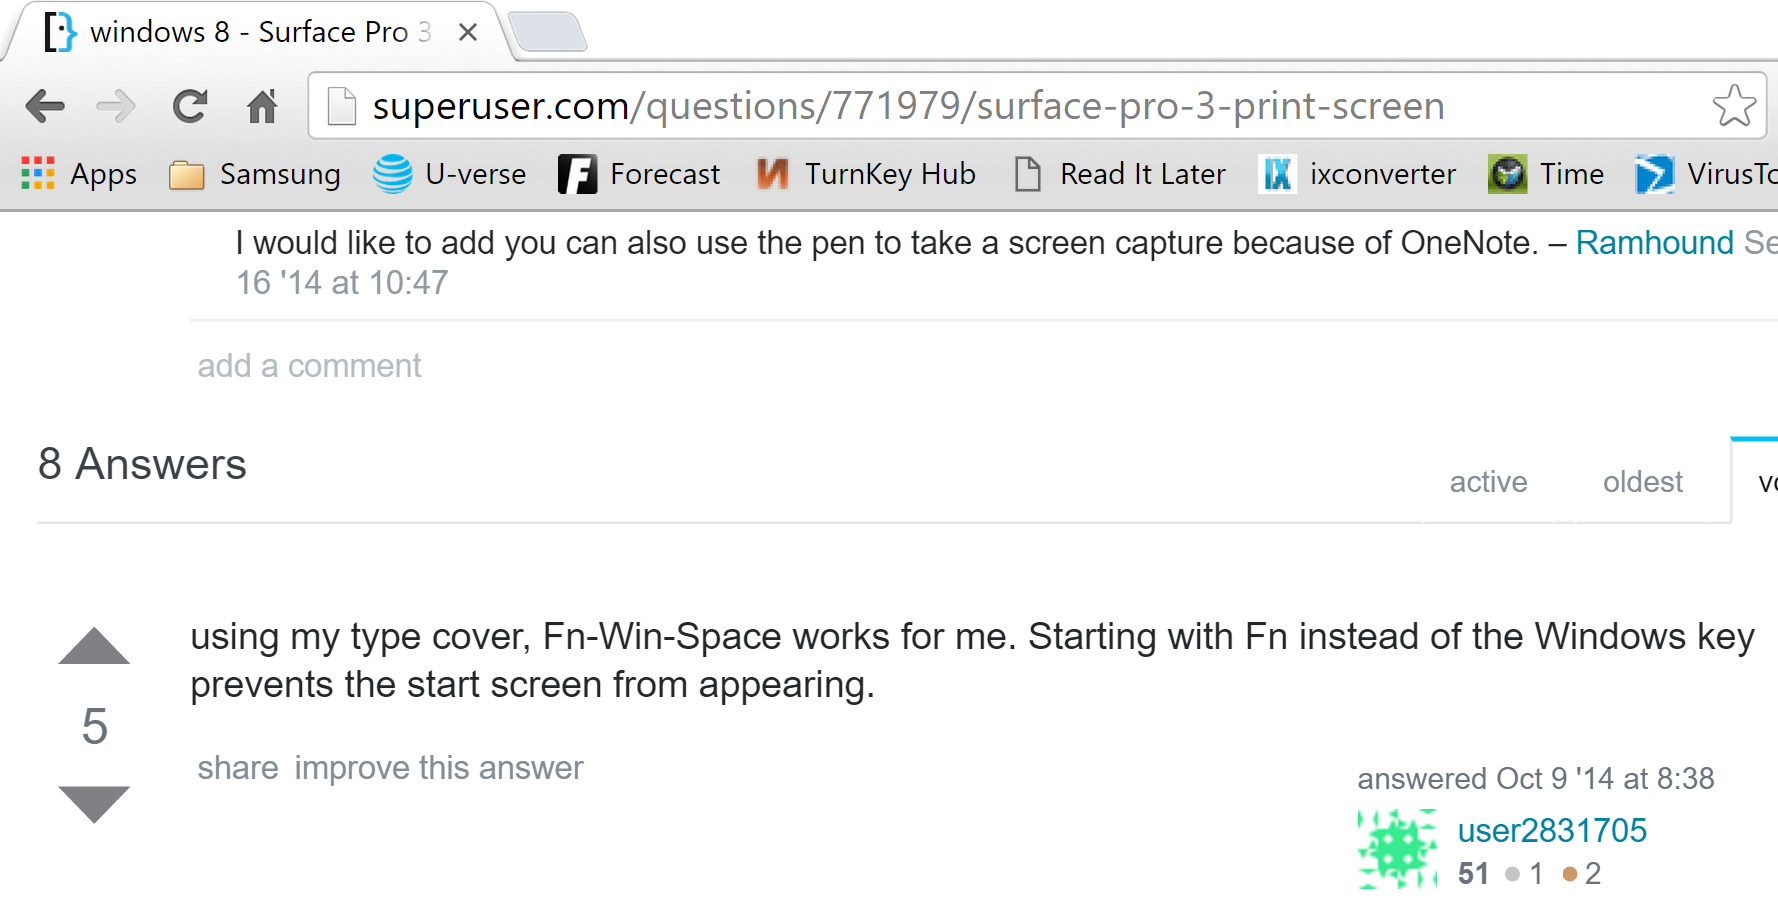 windows 8 - Surface Pro 3
superuser.com/questions/771979/surface-pro-3-print-screen
Apps Samsung U-verse Forecast TurnKey Hub Read It Later ixconverter Time VirusTo
I would like to add you can also use the pen to take a screen capture because of OneNote. – Ramhound Se
16 '14 at 10:47
add a comment
8 Answers
active oldest vo
using my type cover, Fn-Win-Space works for me. Starting with Fn instead of the Windows key
prevents the start screen from appearing.
5
share improve this answer
answered Oct 9 '14 at 8:38
user2831705
51 1 2